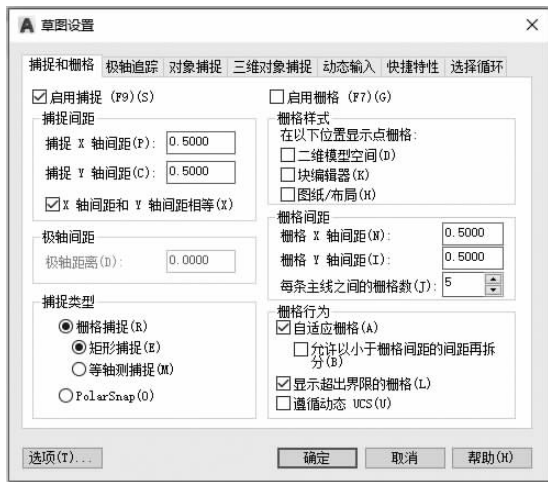 草图设置
捕捉和栅格 极轴追踪 对象捕捉 三维对象捕捉 动态输入 快捷特性 选择循环
启用捕捉 (F9)(S)
捕捉间距
捕捉 X 轴间距(P): 0.5000
捕捉 Y 轴间距(C): 0.5000
X 轴间距和 Y 轴间距相等(X)
极轴间距
极轴距离(D): 0.0000
捕捉类型
栅格捕捉(R)
矩形捕捉(E)
等轴测捕捉(M)
PolarSnap(O)
启用栅格 (F7)(G)
栅格样式
在以下位置显示点栅格:
二维模型空间(D)
块编辑器(K)
图纸/布局(H)
栅格间距
栅格 X 轴间距(N): 0.5000
栅格 Y 轴间距(I): 0.5000
每条主线之间的栅格数(J): 5
栅格行为
自适应栅格(A)
允许以小于栅格间距的间距再拆
分(B)
显示超出界限的栅格(L)
遵循动态 UCS(U)
选项(T)... 确定 取消 帮助(H)